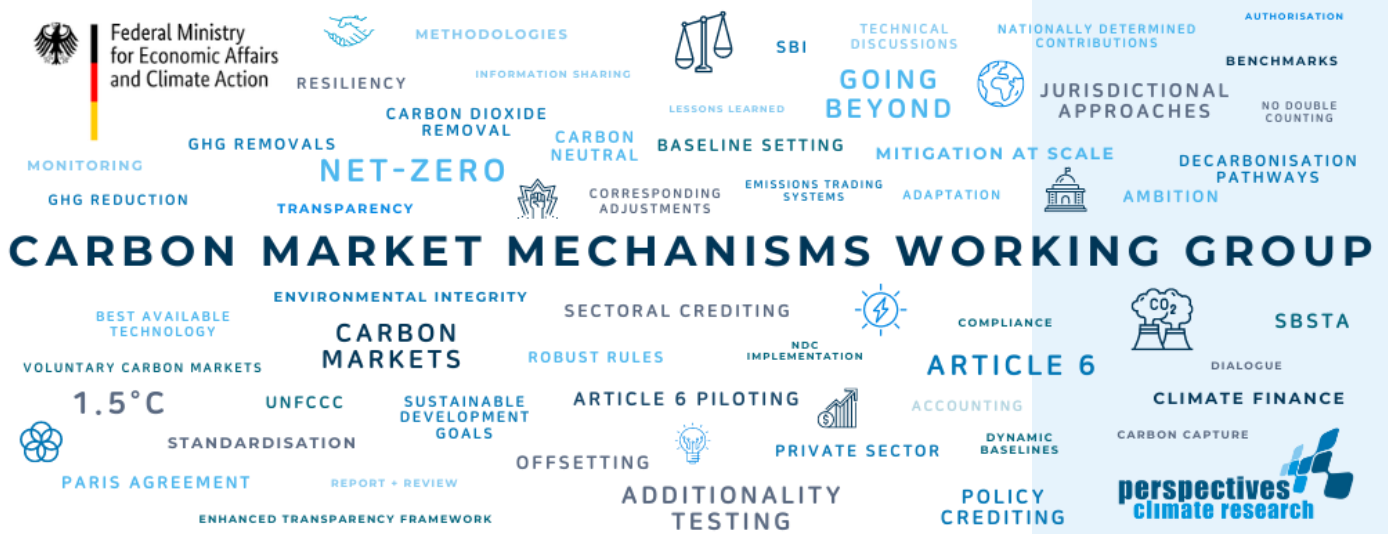 Federal Ministry
for Economic Affairs
and Climate Action
METHODOLOGIES
SBI
TECHNICAL
DISCUSSIONS
NATIONALLY DETERMINED
CONTRIBUTIONS
AUTHORISATION
RESILIENCY
INFORMATION SHARING
GOING
BEYOND
BENCHMARKS
JURISDICTIONAL
APPROACHES
NO DOUBLE
COUNTING
CARBON DIOXIDE
REMOVAL
LESSONS LEARNED
GHG REMOVALS
CARBON
NEUTRAL
BASELINE SETTING
MITIGATION AT SCALE
DECARBONISATION
PATHWAYS
MONITORING
NET-ZERO
GHG REDUCTION
TRANSPARENCY
CORRESPONDING
ADJUSTMENTS
EMISSIONS TRADING
SYSTEMS
ADAPTATION
AMBITION
CARBON MARKET MECHANISMS WORKING GROUP
ENVIRONMENTAL INTEGRITY
SECTORAL CREDITING
BEST AVAILABLE
TECHNOLOGY
CARBON
MARKETS
COMPLIANCE
CO2
SBSTA
VOLUNTARY CARBON MARKETS
ROBUST RULES
NDC
IMPLEMENTATION
ARTICLE 6
DIALOGUE
1.5°C
UNFCCC
SUSTAINABLE
DEVELOPMENT
GOALS
ARTICLE 6 PILOTING
$
ACCOUNTING
CLIMATE FINANCE
STANDARDISATION
OFFSETTING
PRIVATE SECTOR
DYNAMIC
BASELINES
CARBON CAPTURE
PARIS AGREEMENT
REPORT + REVIEW
ADDITIONALITY
TESTING
POLICY
CREDITING
perspectives
climate research
ENHANCED TRANSPARENCY FRAMEWORK